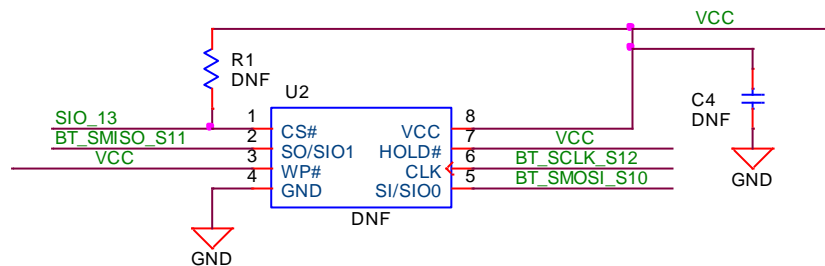 VCC
R1
DNF
U2
C4
DNF
SIO_13
1
8
CS#
VCC
BT_SMISO_S11
2
7
VCC
SO/SIO1
HOLD#
VCC
3
6
BT_SCLK_S12
WP#
CLK
4
5
BT_SMOSI_S10
GND
SI/SIO0
DNF
GND
GND